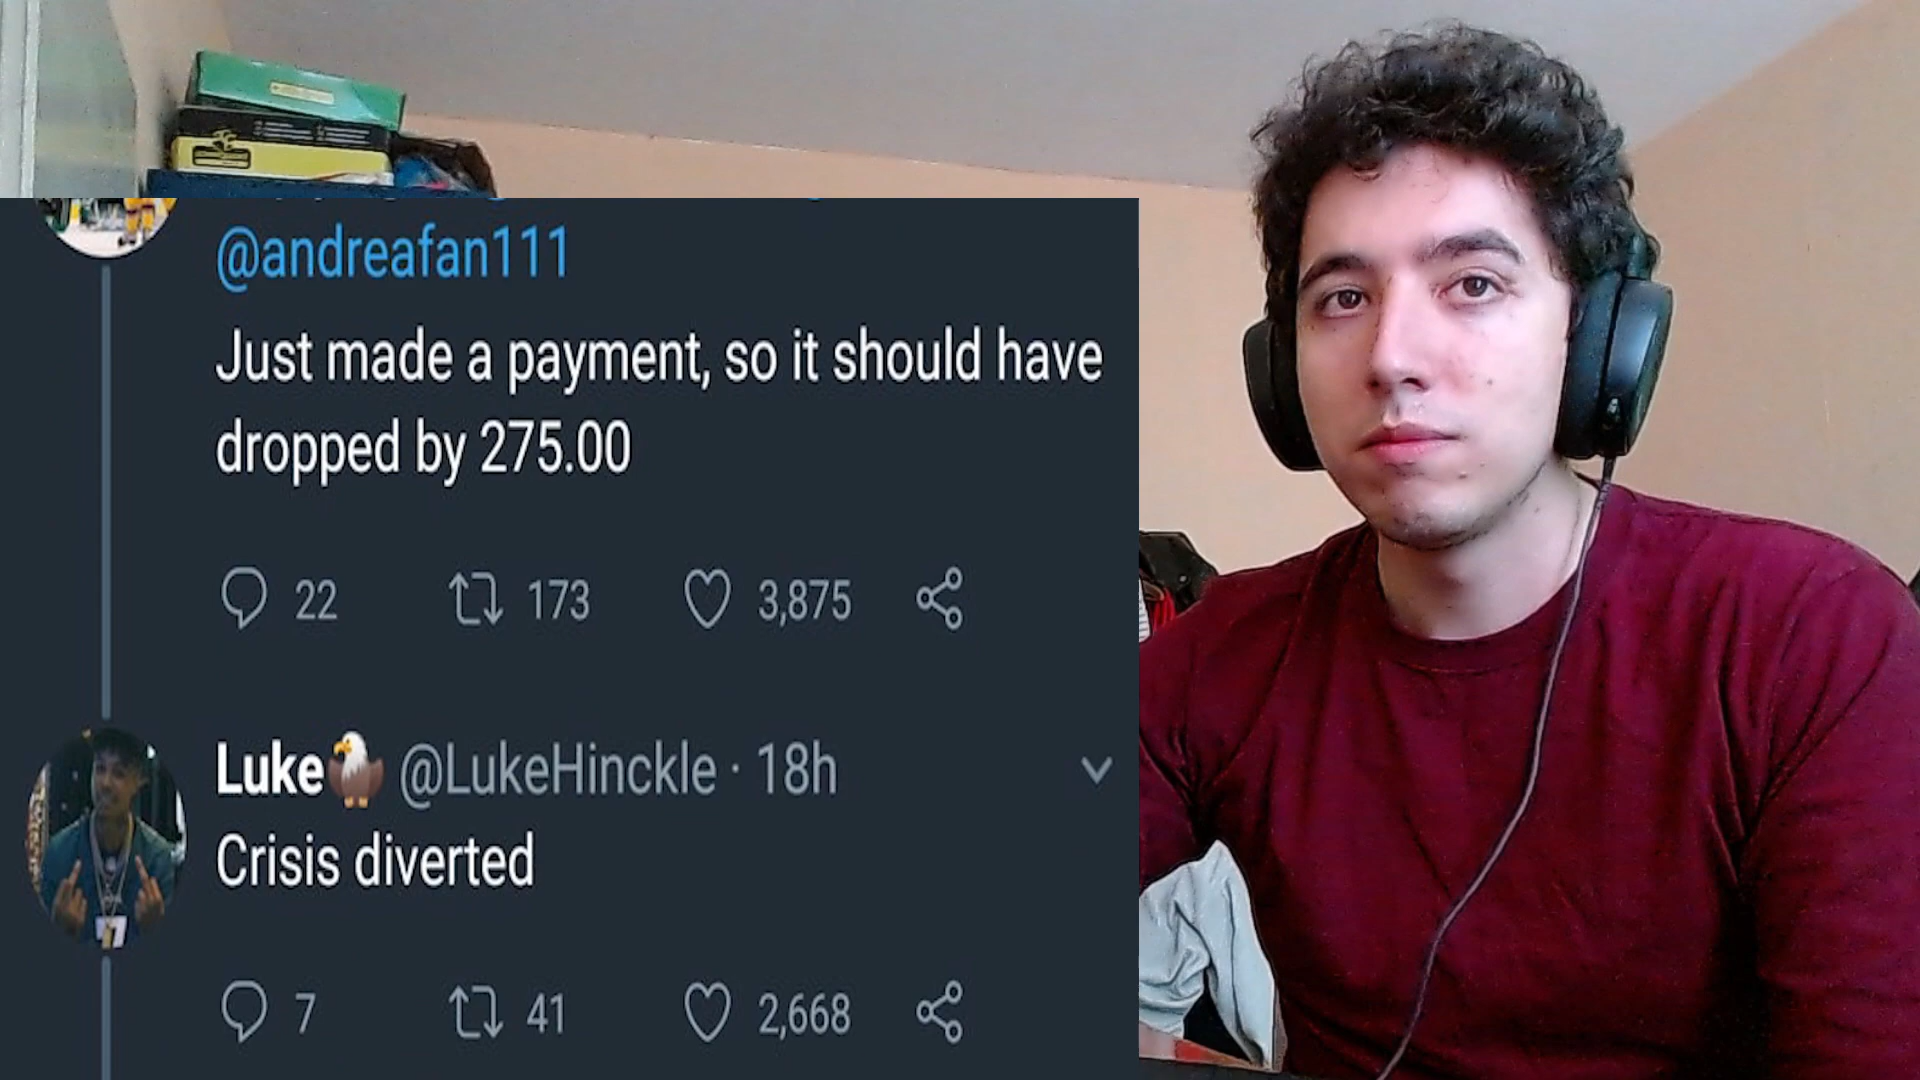 @andreafan111
Just made a payment, so it should have
dropped by 275.00
22 173 3,875
Luke🦅 @LukeHinckle · 18h
Crisis diverted
7 41 2,668